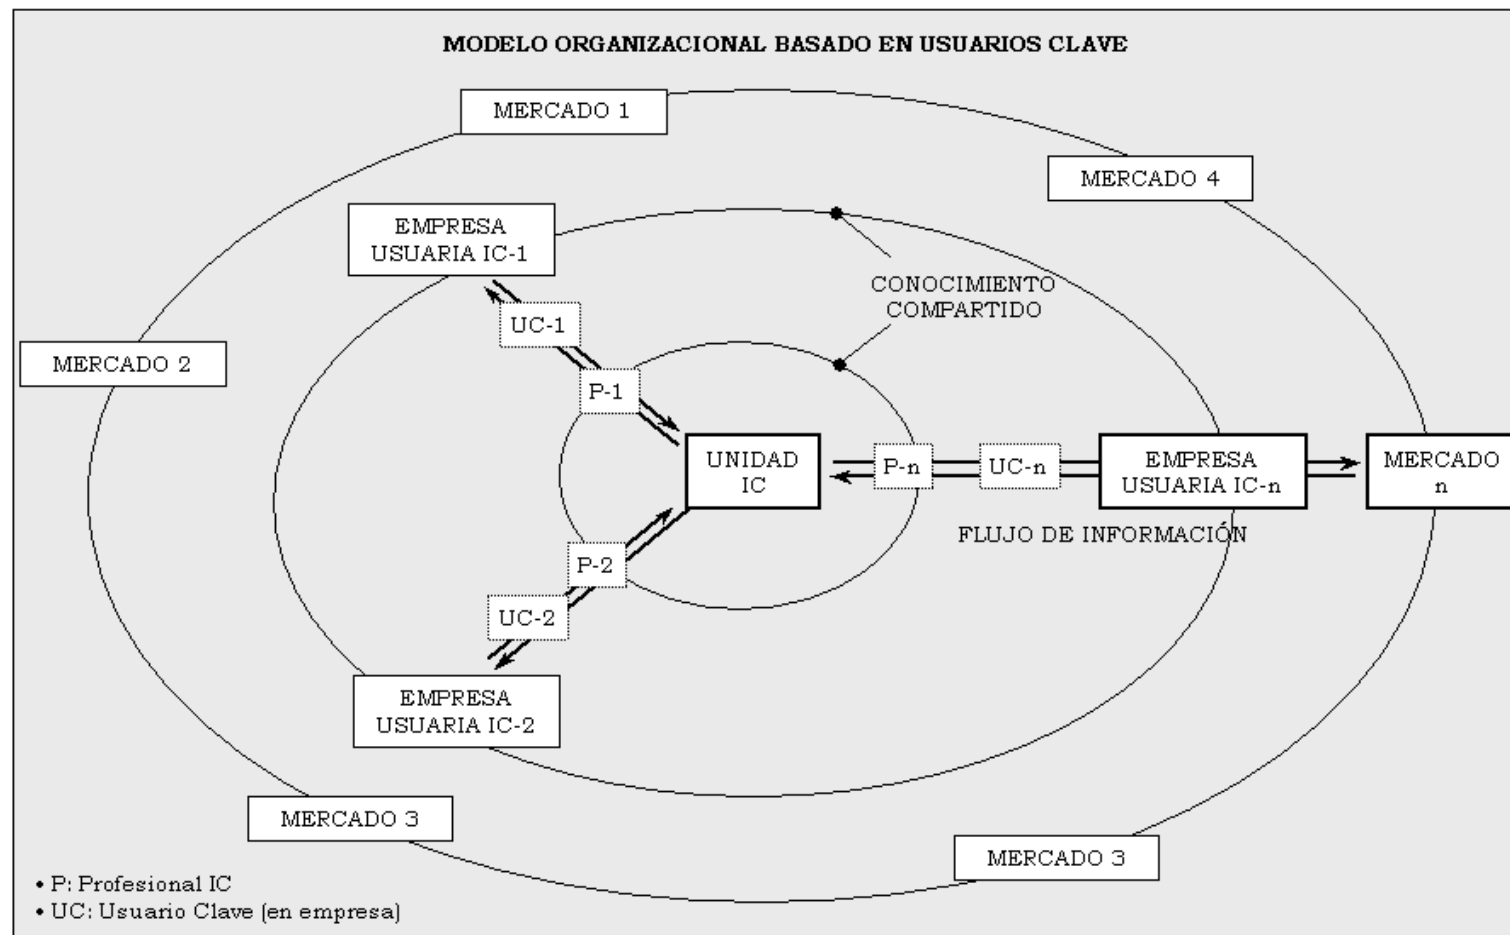 MODELO ORGANIZACIONAL BASADO EN USUARIOS CLAVE
MERCADO 1
MERCADO 4
EMPRESA
USUARIA IC-1
CONOCIMIENTO
COMPARTIDO
UC-1
MERCADO 2
P-1
UNIDAD
IC
P-n
UC-n
EMPRESA
USUARIA IC-n
MERCADO
n
FLUJO DE INFORMACIÓN
P-2
UC-2
EMPRESA
USUARIA IC-2
MERCADO 3
MERCADO 3
• P: Profesional IC
• UC: Usuario Clave (en empresa)